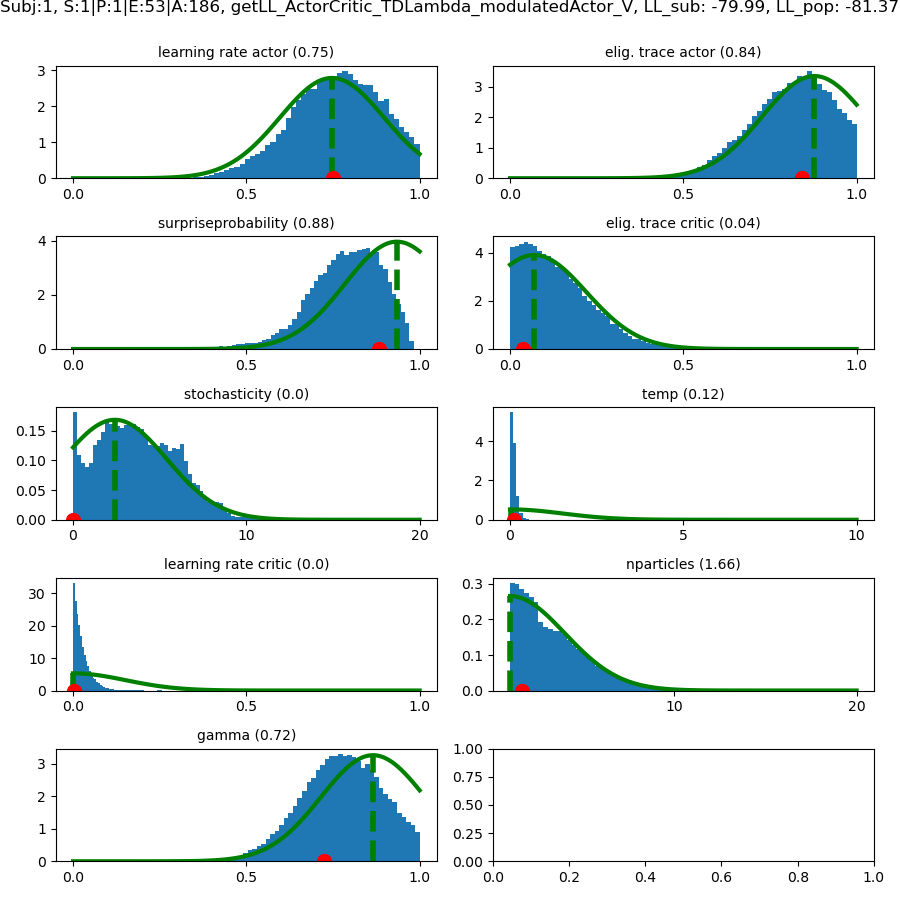 Subj:1, S:1|P:1|E:53|A:186, getLL_ActorCritic_TDLambda_modulatedActor_V, LL_sub: -79.99, LL_pop: -81.37
learning rate actor (0.75)
3
2
1
0
0.0 0.5 1.0
elig. trace actor (0.84)
3
2
1
0
0.0 0.5 1.0
surpriseprobability (0.88)
4
2
0
0.0 0.5 1.0
elig. trace critic (0.04)
4
2
0
0.0 0.5 1.0
stochasticity (0.0)
0.15
0.10
0.05
0.00
0 10 20
temp (0.12)
4
2
0
0 5 10
learning rate critic (0.0)
30
20
10
0
0.0 0.5 1.0
nparticles (1.66)
0.3
0.2
0.1
0.0
10 20
gamma (0.72)
3
2
1
0
0.0 0.5 1.0
1.00
0.75
0.50
0.25
0.00
0.0 0.2 0.4 0.6 0.8 1.0